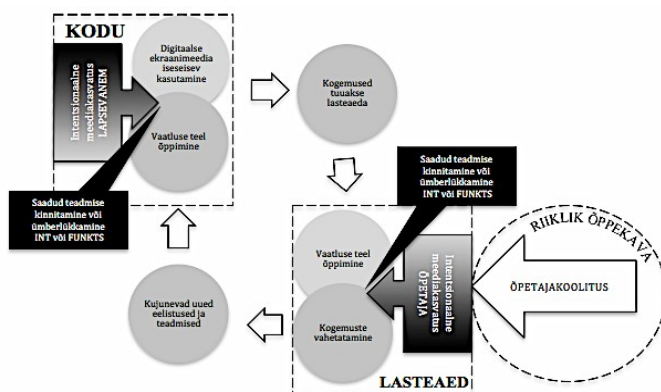 KODU
Digitaalse
ekraanimeedia
iseseisev
kasutamine
Intentsionaalne
meediakasvatus
LAPSEVANEM
Vaatluse teel
õppimine
Kogemused
tuuakse
lasteaeda
Saadud teadmise
kinnitamine või
ümberlükkamine
INT või FUNKTS
Saadud teadmise
kinnitamine või
ümberlükkamine
INT või FUNKTS
Vaatluse teel
õppimine
Intentsionaalne
meediakasvatus
ÕPETAJA
RIIKLIK ÕPPEKAVA
ÕPETAJAKOOLITUS
Kogemuste
vahetatamine
Kujunevad uued
eelistused ja
teadmised
LASTEAED